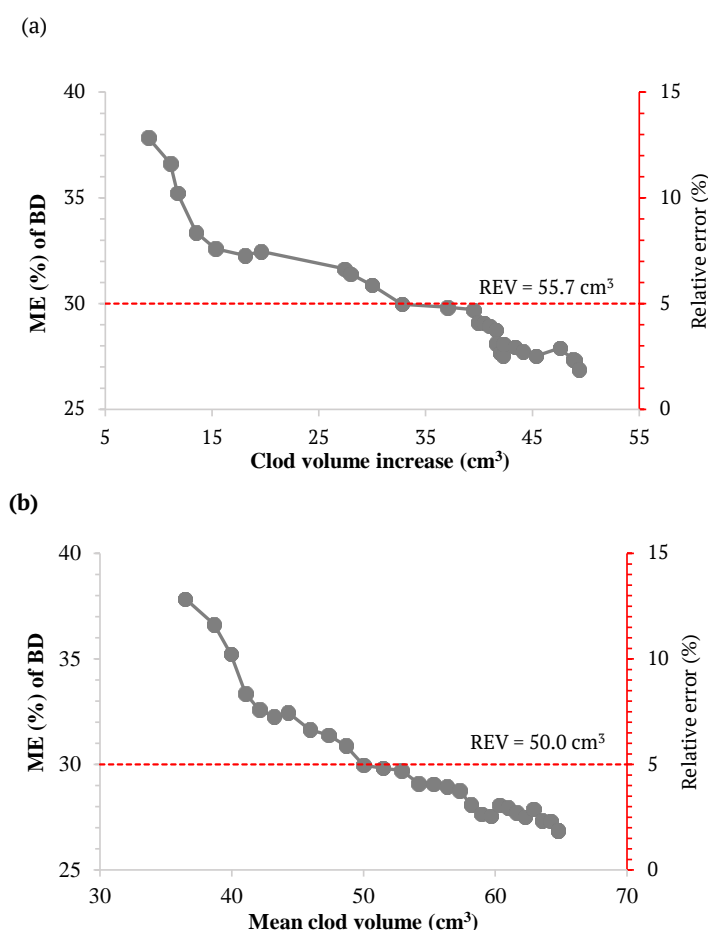 (a)
40
35
30
25
ME (%) of BD
REV = 55.7 cm³
15
10
5
0
Relative error (%)
5 15 25 35 45 55
Clod volume increase (cm³)
(b)
40
35
30
25
ME (%) of BD
REV = 50.0 cm³
15
10
5
0
Relative error (%)
30 40 50 60 70
Mean clod volume (cm³)